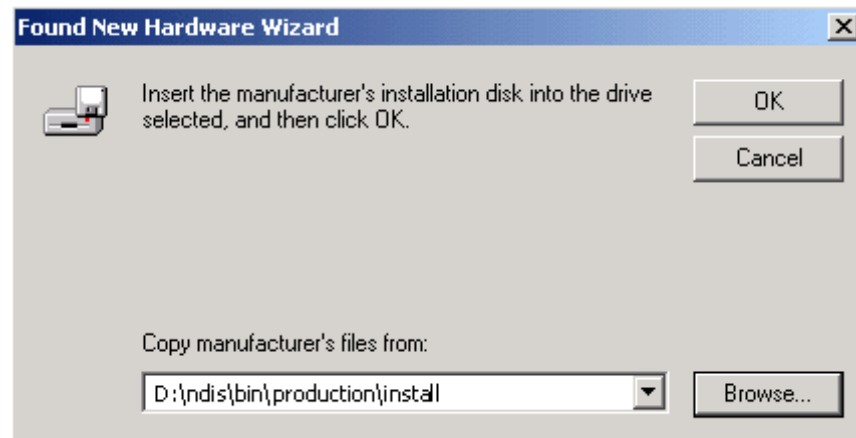 Found New Hardware Wizard
Insert the manufacturer's installation disk into the drive
selected, and then click OK.
OK
Cancel
Copy manufacturer's files from:
D:\ndis\bin\production\install
Browse...